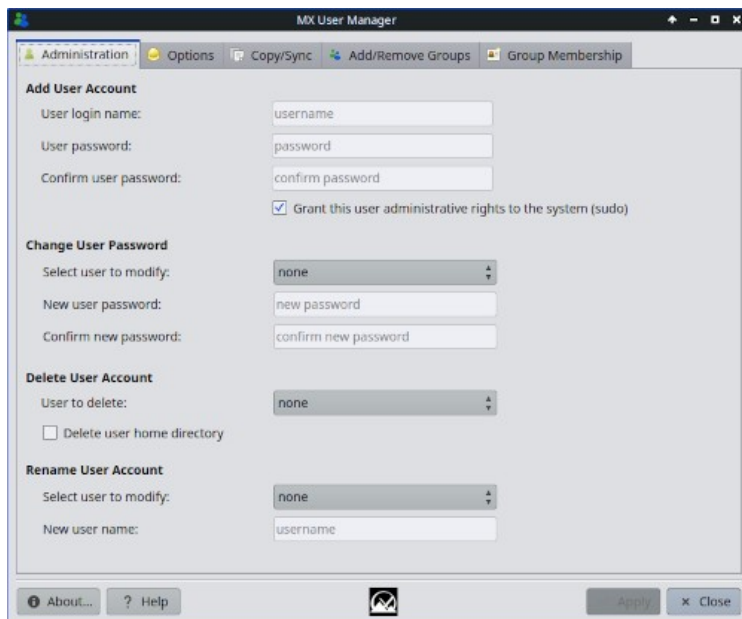 MX User Manager
Administration Options Copy/Sync Add/Remove Groups Group Membership
Add User Account
User login name: username
User password: password
Confirm user password: confirm password
Grant this user administrative rights to the system (sudo)
Change User Password
Select user to modify: none
New user password: new password
Confirm new password: confirm new password
Delete User Account
User to delete: none
Delete user home directory
Rename User Account
Select user to modify: none
New user name: username
About... ? Help Apply Close